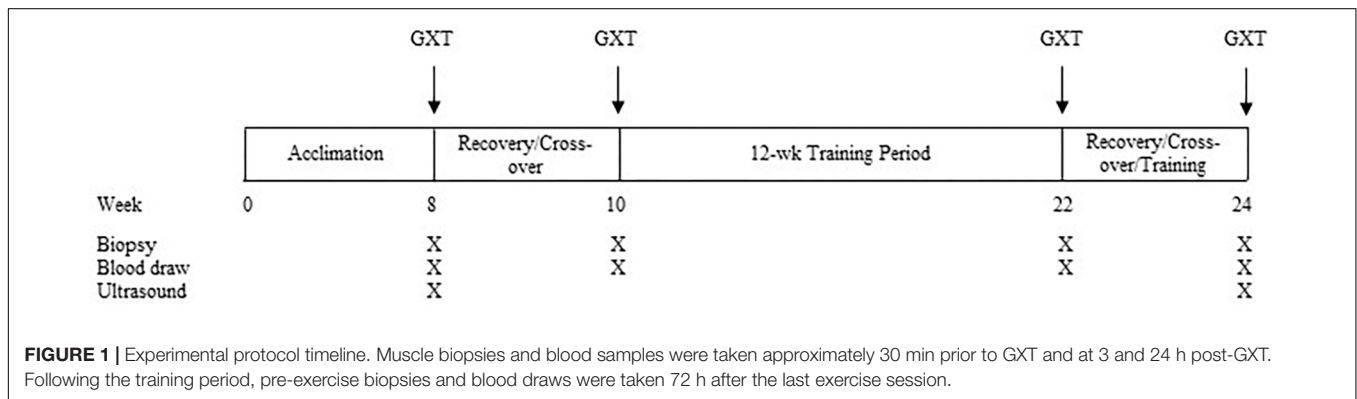 GXT GXT GXT GXT
Acclimation Recovery/Cross-over 12-wk Training Period Recovery/Cross-over/Training
Week 0 8 10 22 24
Biopsy X X X X
Blood draw X X X X
Ultrasound X X
FIGURE 1 | Experimental protocol timeline. Muscle biopsies and blood samples were taken approximately 30 min prior to GXT and at 3 and 24 h post-GXT.
Following the training period, pre-exercise biopsies and blood draws were taken 72 h after the last exercise session.